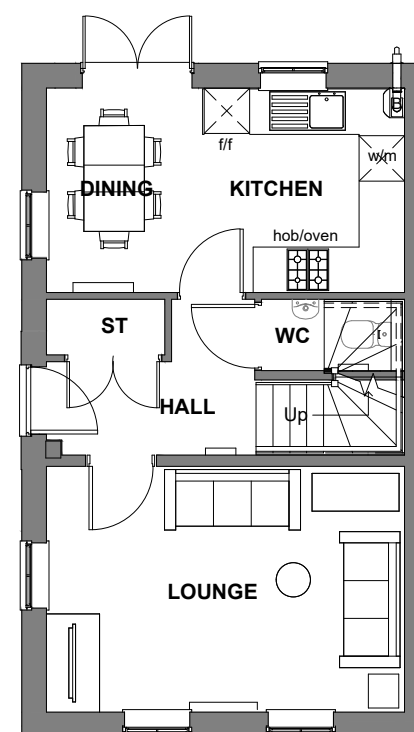 f/f
w/m
DINING
KITCHEN
hob/oven
ST
WC
HALL
Up
LOUNGE